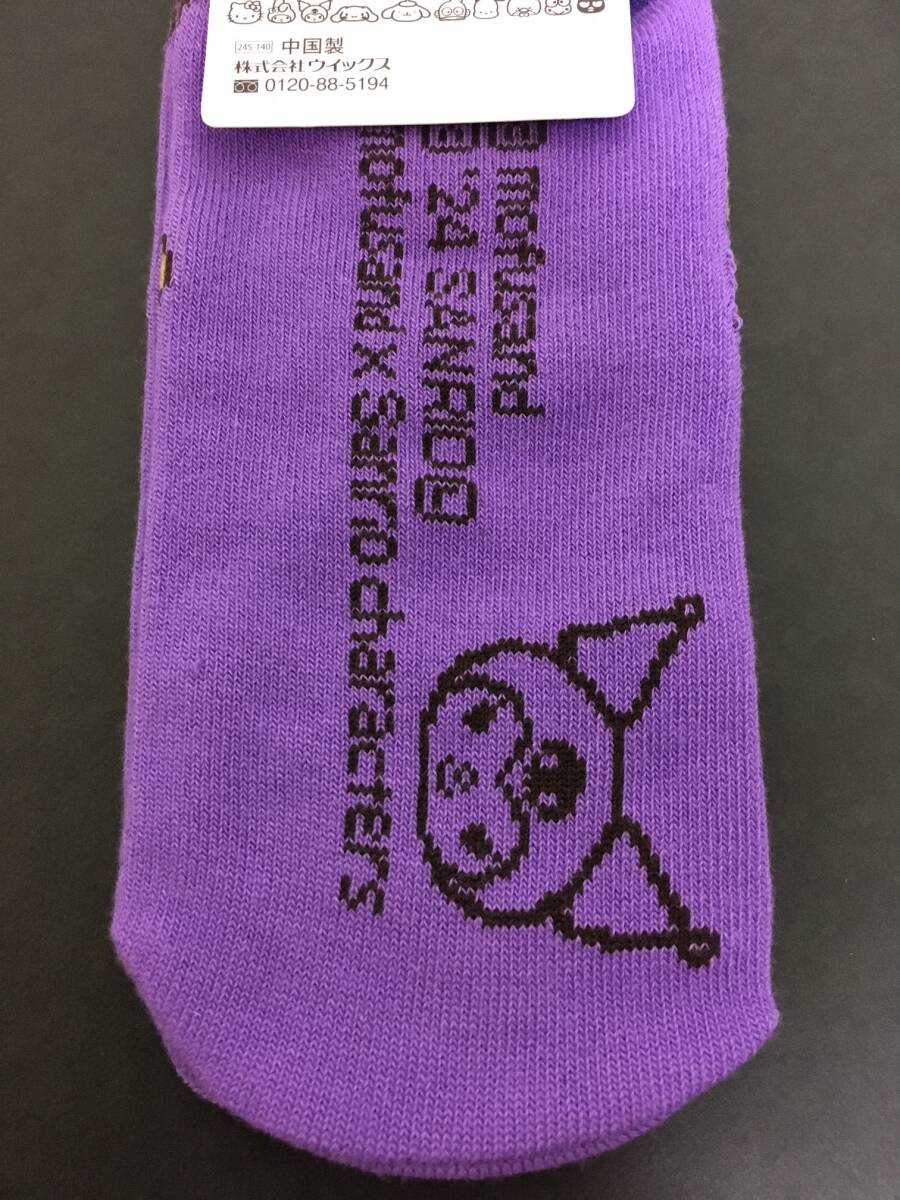 245-140 中国製
株式会社ウイックス
0120-88-5194
mofusand
'24 SANRIO
mofusand x Sanrio characters